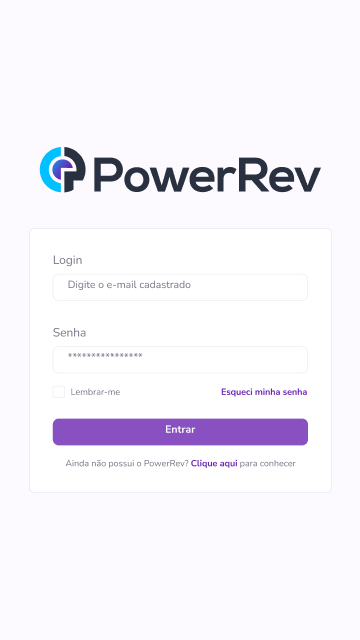 PowerRev
Login
Digite o e-mail cadastrado
Senha
***************
Lembrar-me
Esqueci minha senha
Entrar
Ainda não possui o PowerRev? Clique aqui para conhecer